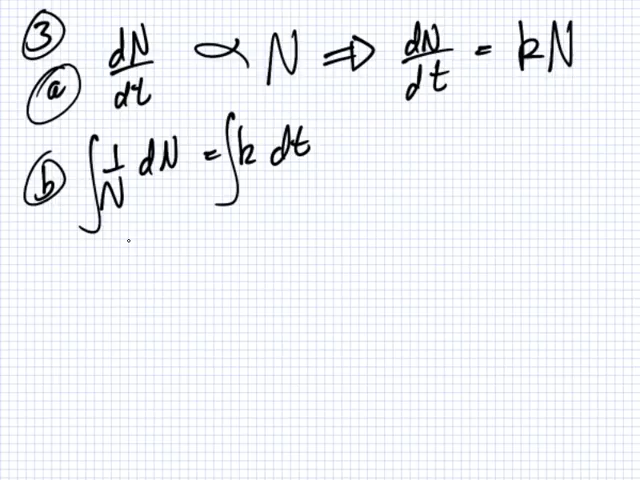 ③
ⓐ dN/dt ∝ N ⇒ dN/dt = kN
ⓑ ∫ 1/N dN = ∫ k dt